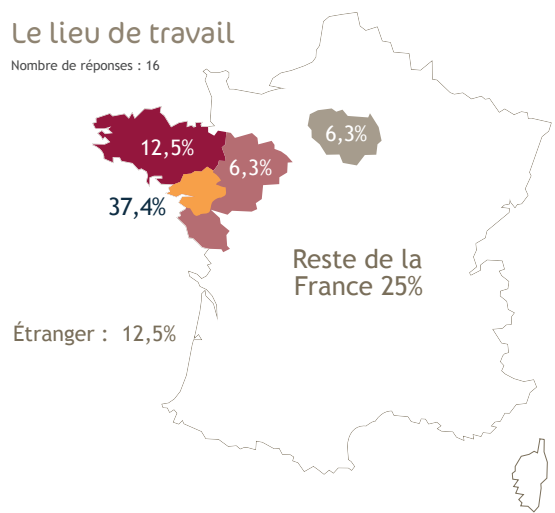 Le lieu de travail
Nombre de réponses : 16
6,3%
12,5%
6,3%
37,4%
Reste de la
France 25%
Étranger : 12,5%